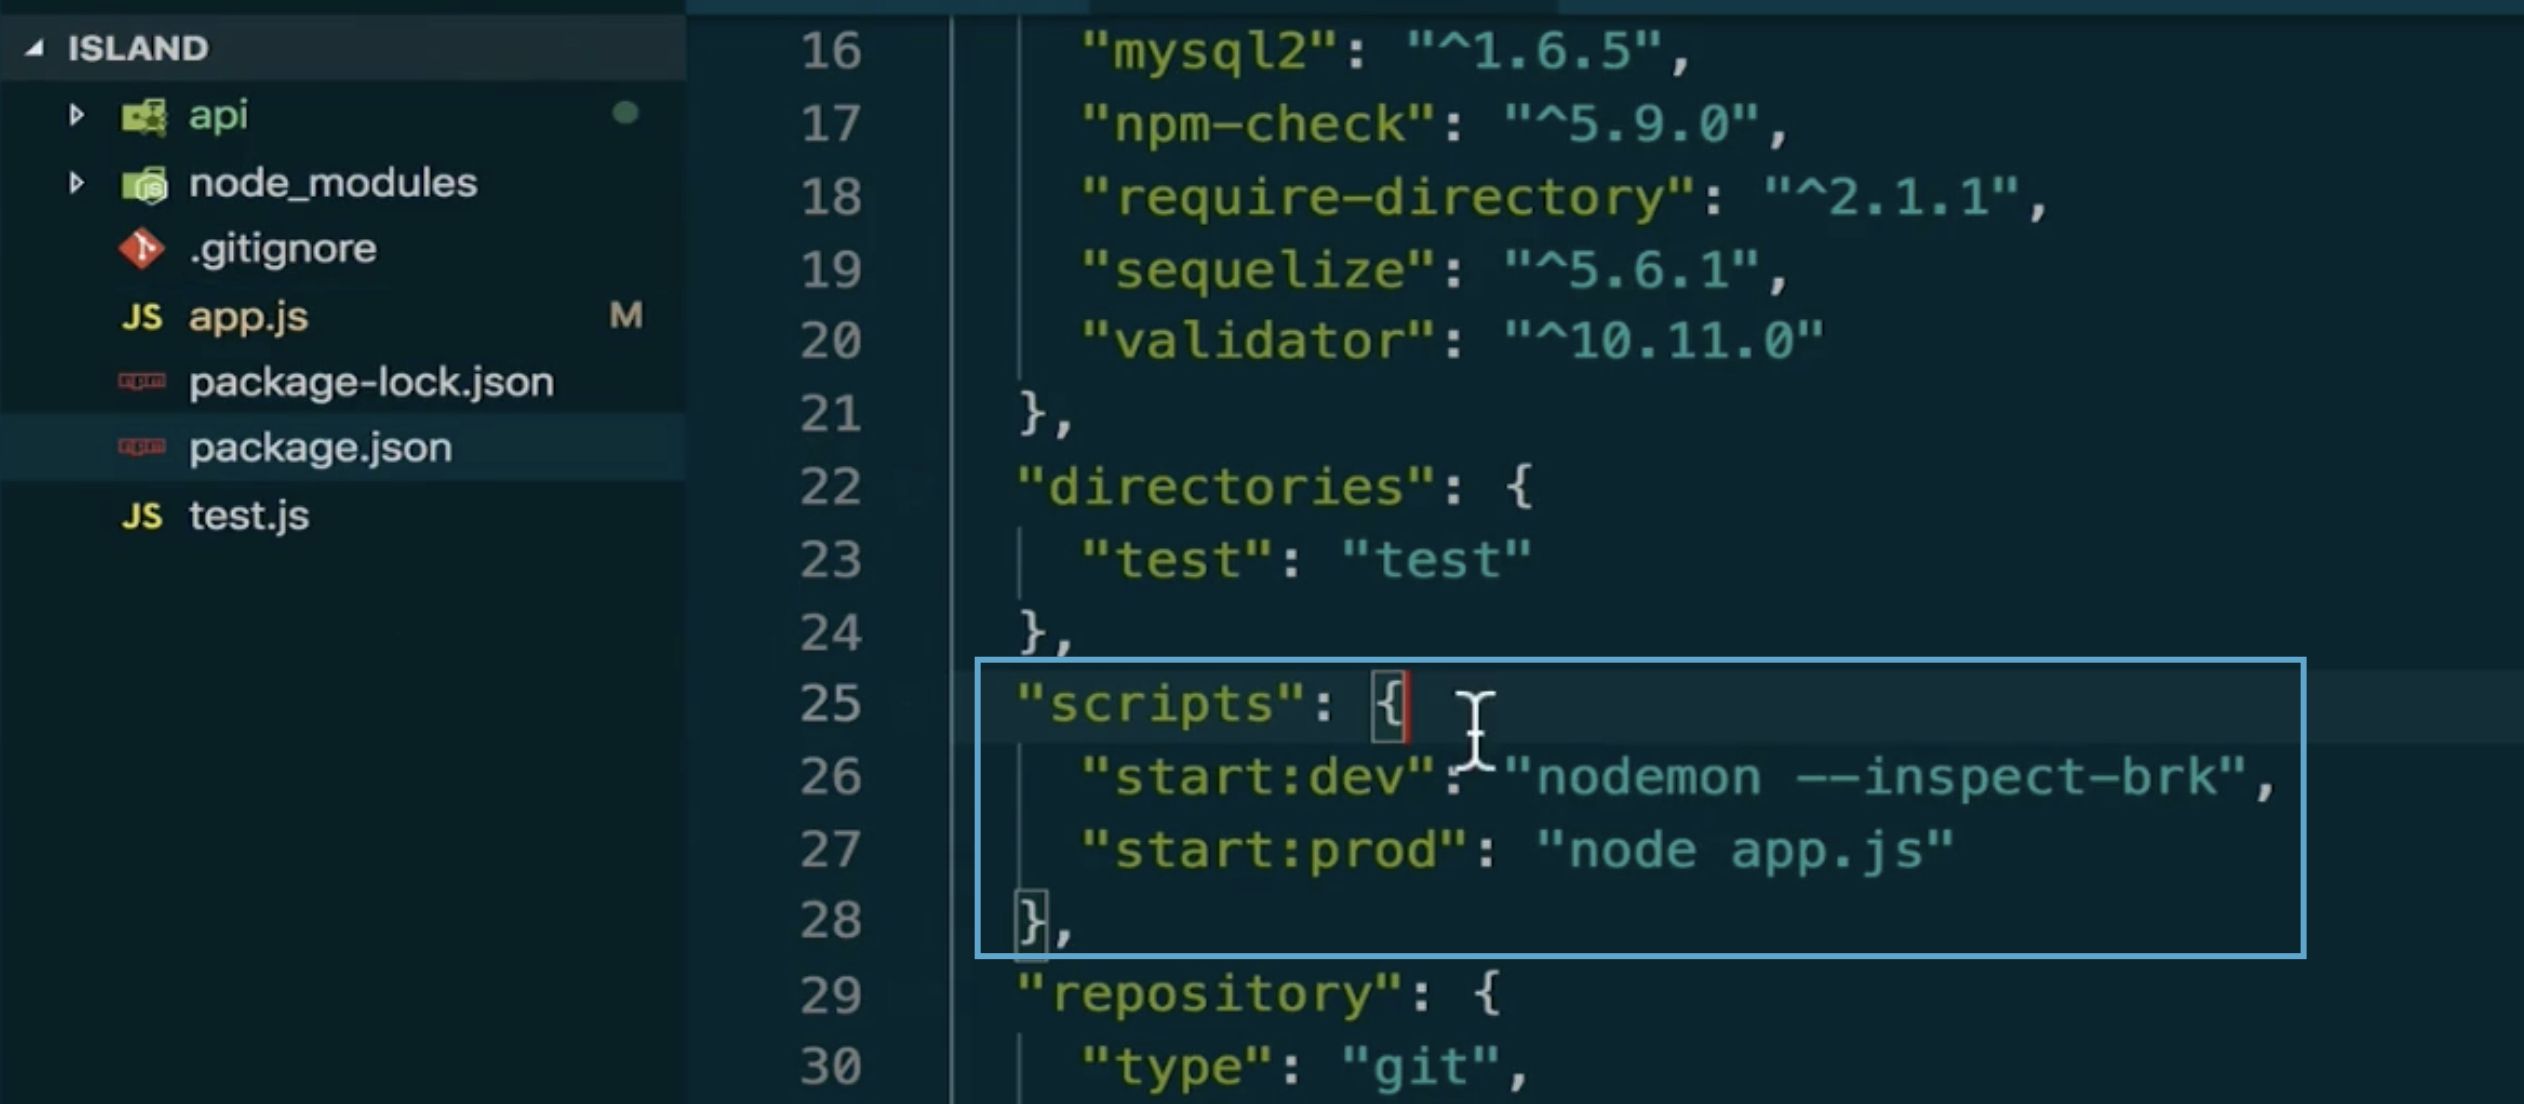 ISLAND
api
node_modules
.gitignore
JS app.js M
package-lock.json
package.json
JS test.js
16 "mysql2": "^1.6.5",
17 "npm-check": "^5.9.0",
18 "require-directory": "^2.1.1",
19 "sequelize": "^5.6.1",
20 "validator": "^10.11.0"
21 },
22 "directories": {
23 "test": "test"
24 },
25 "scripts": {
26 "start:dev": "nodemon --inspect-brk",
27 "start:prod": "node app.js"
28 },
29 "repository": {
30 "type": "git",